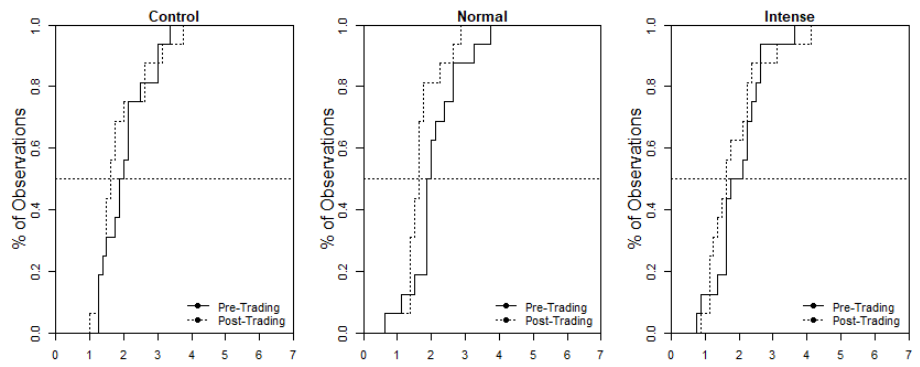 Control
% of Observations
1.0
0.8
0.6
0.4
0.2
0.0
Pre-Trading
Post-Trading
0 1 2 3 4 5 6 7
Normal
% of Observations
1.0
0.8
0.6
0.4
0.2
0.0
Pre-Trading
Post-Trading
0 1 2 3 4 5 6 7
Intense
% of Observations
1.0
0.8
0.6
0.4
0.2
0.0
Pre-Trading
Post-Trading
0 1 2 3 4 5 6 7